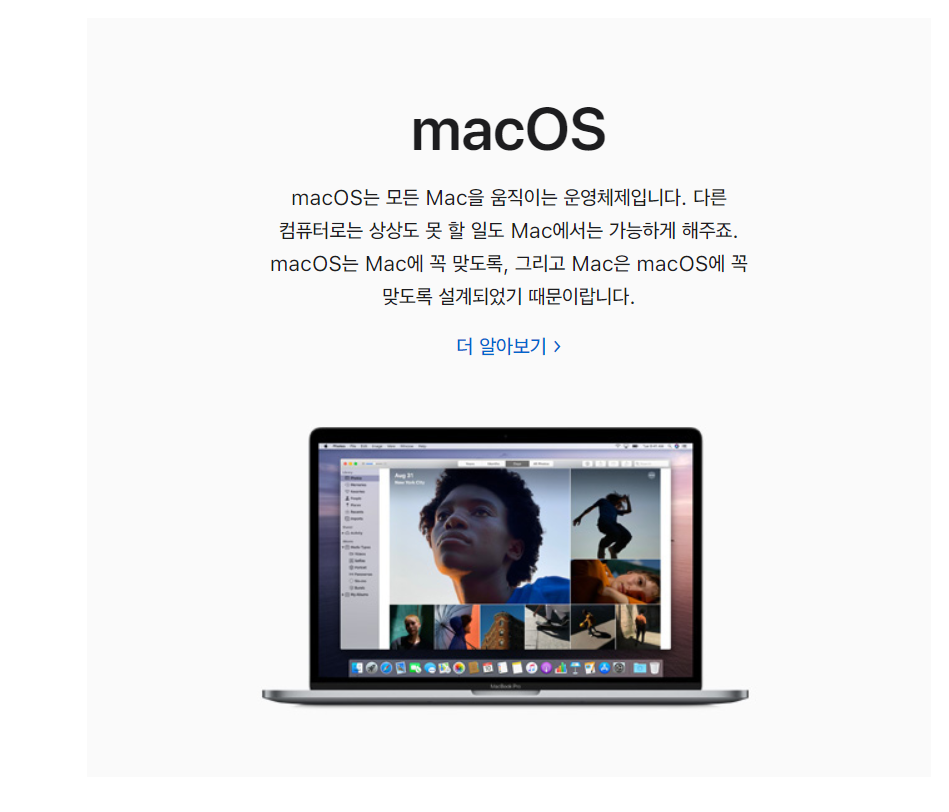 macOS
macOS는 모든 Mac을 움직이는 운영체제입니다. 다른
컴퓨터로는 상상도 못 할 일도 Mac에서는 가능하게 해주죠.
macOS는 Mac에 꼭 맞도록, 그리고 Mac은 macOS에 꼭
맞도록 설계되었기 때문이랍니다.
더 알아보기 >
Aug 31
New York City
MacBook Pro